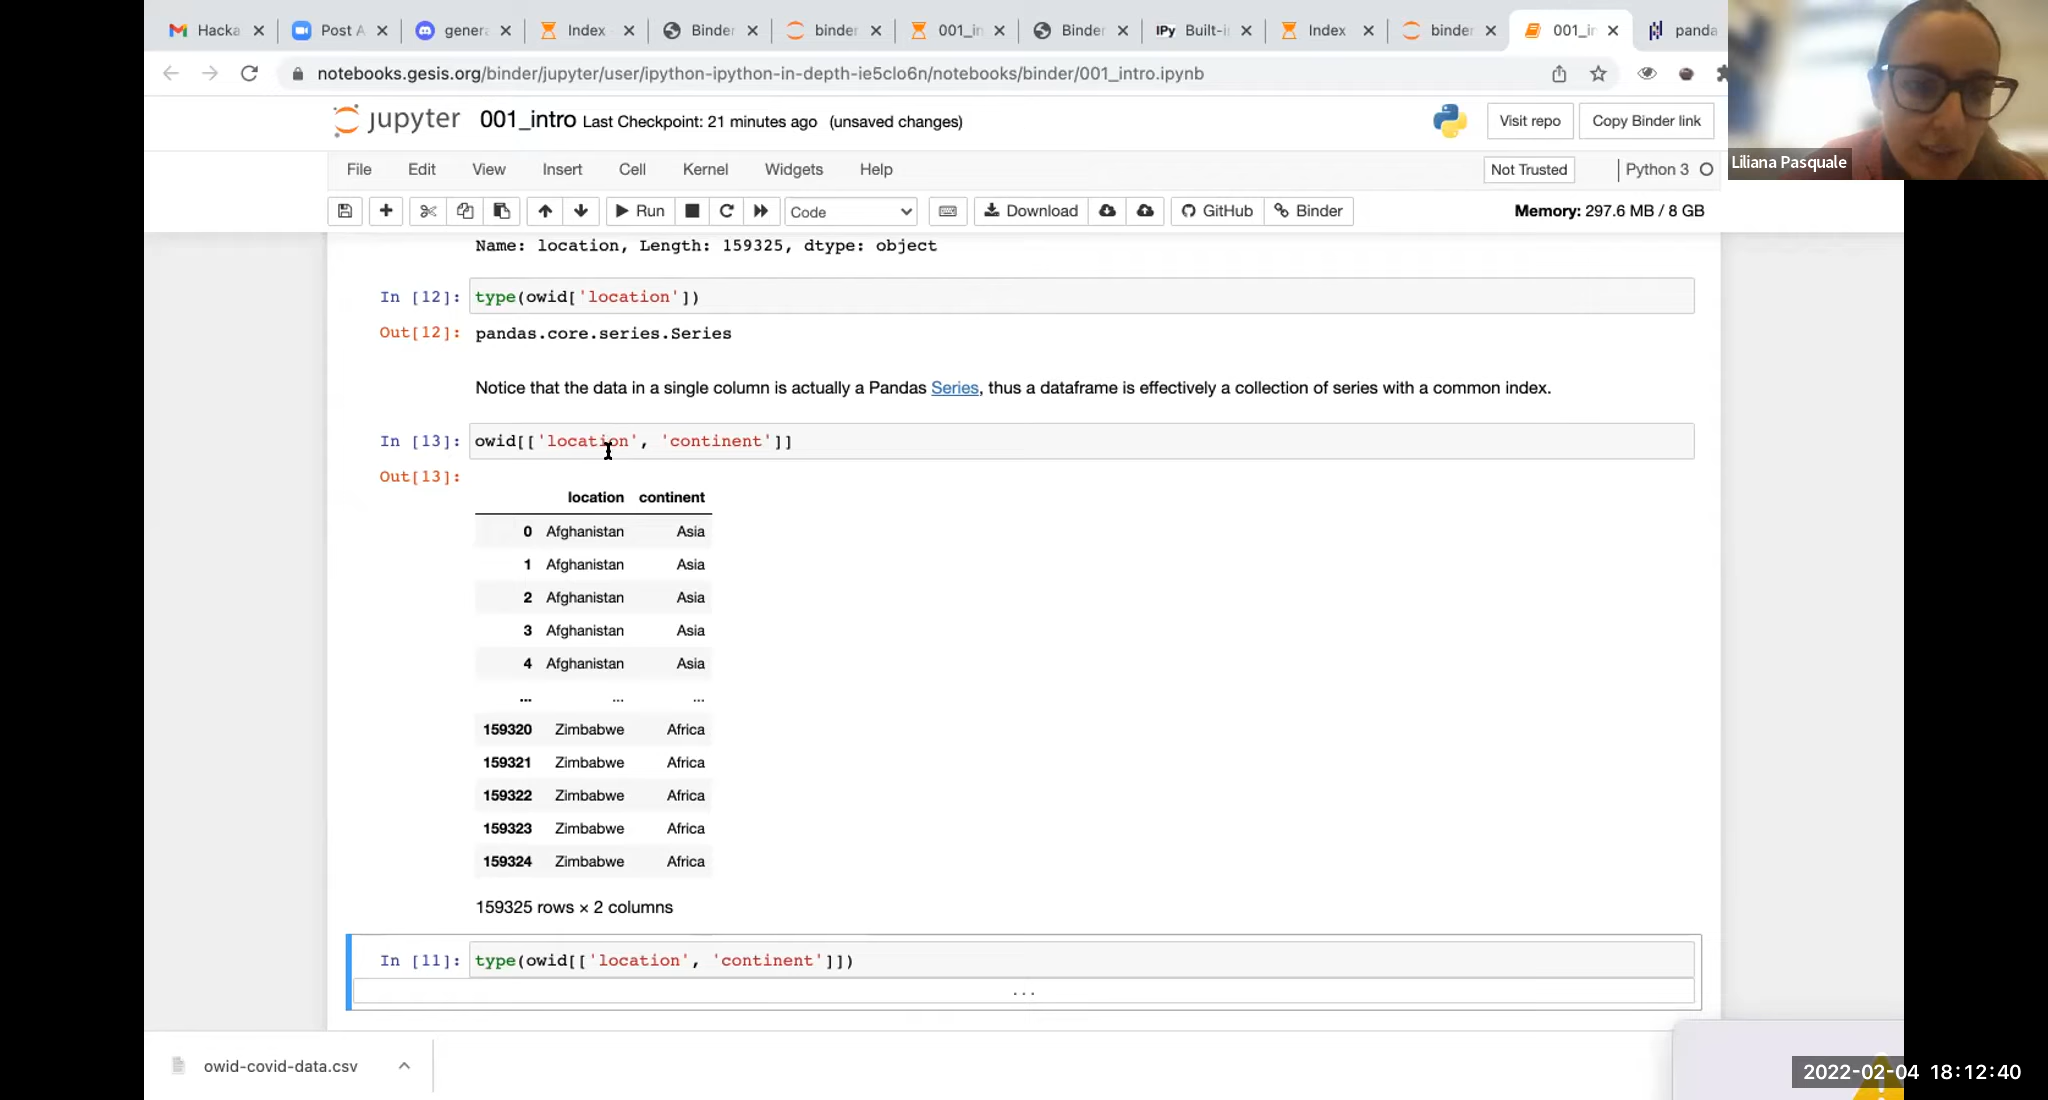 Hacka Post A gener Index Binder binder 001_in Binder IPy Built-i Index binder 001_in panda
notebooks.gesis.org/binder/jupyter/user/ipython-ipython-in-depth-ie5clo6n/notebooks/binder/001_intro.ipynb
jupyter 001_intro Last Checkpoint: 21 minutes ago (unsaved changes) Visit repo Copy Binder link
Liliana Pasquale
File Edit View Insert Cell Kernel Widgets Help Not Trusted Python 3
Run Code Download GitHub Binder Memory: 297.6 MB / 8 GB
Name: location, Length: 159325, dtype: object
In [12]: type(owid['location'])
Out[12]: pandas.core.series.Series
Notice that the data in a single column is actually a Pandas Series, thus a dataframe is effectively a collection of series with a common index.
In [13]: owid[['location', 'continent']]
Out[13]:
location continent
0 Afghanistan Asia
1 Afghanistan Asia
2 Afghanistan Asia
3 Afghanistan Asia
4 Afghanistan Asia
... ... ...
159320 Zimbabwe Africa
159321 Zimbabwe Africa
159322 Zimbabwe Africa
159323 Zimbabwe Africa
159324 Zimbabwe Africa
159325 rows × 2 columns
In [11]: type(owid[['location', 'continent']])
...
owid-covid-data.csv
2022-02-04 18:12:40